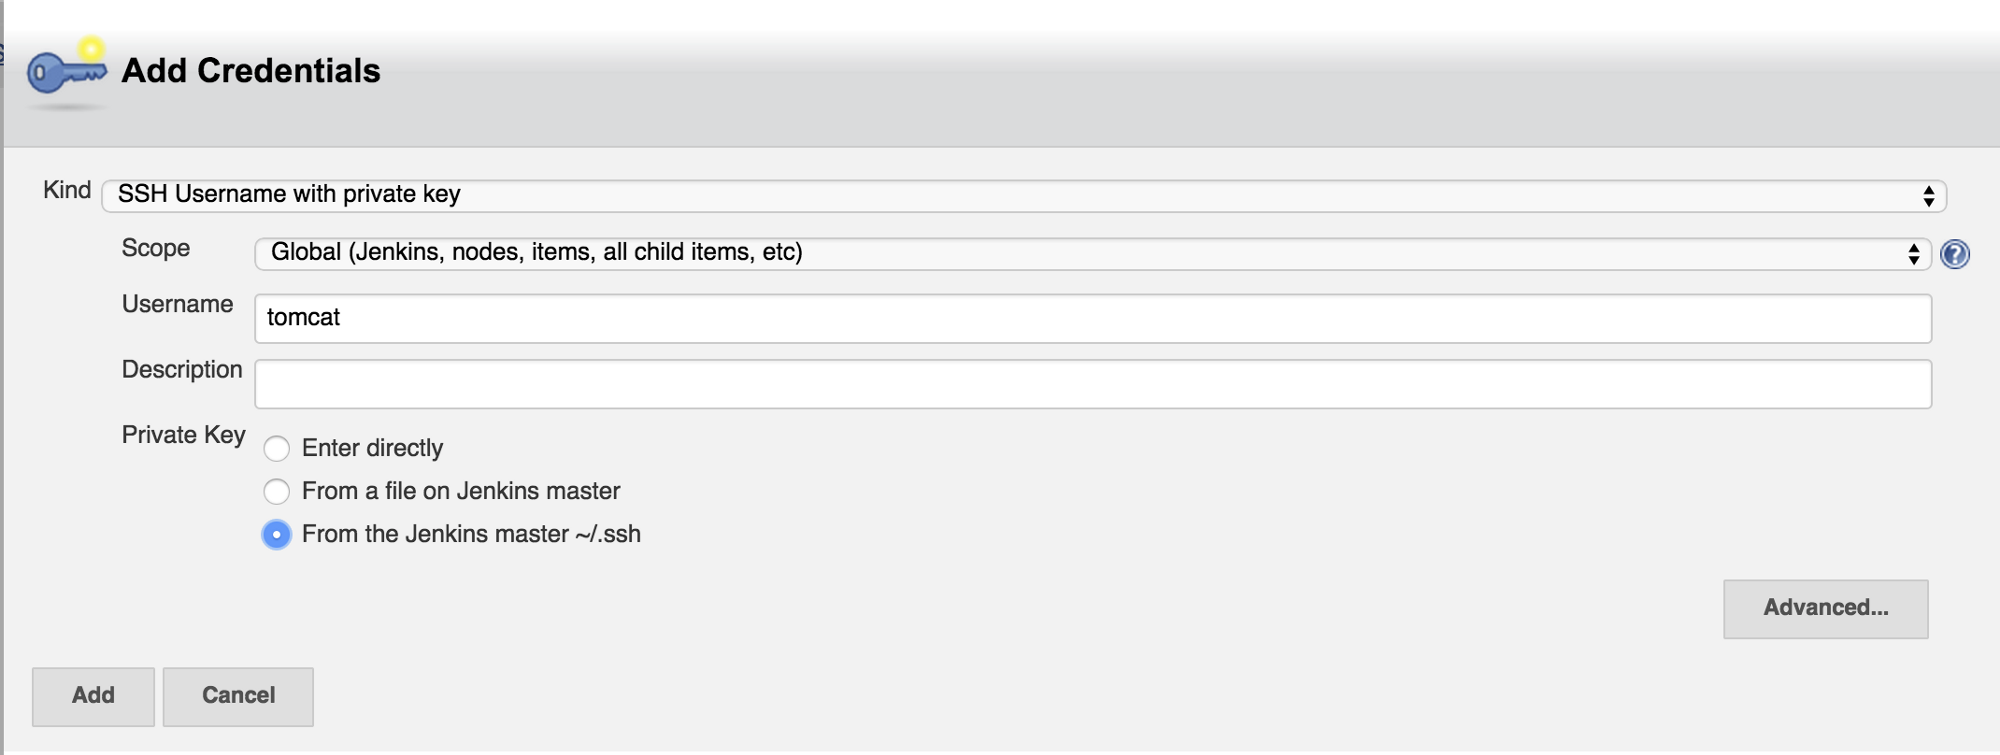 Add Credentials
Kind SSH Username with private key
Scope Global (Jenkins, nodes, items, all child items, etc)
Username tomcat
Description
Private Key
Enter directly
From a file on Jenkins master
From the Jenkins master ~/.ssh
Advanced...
Add Cancel